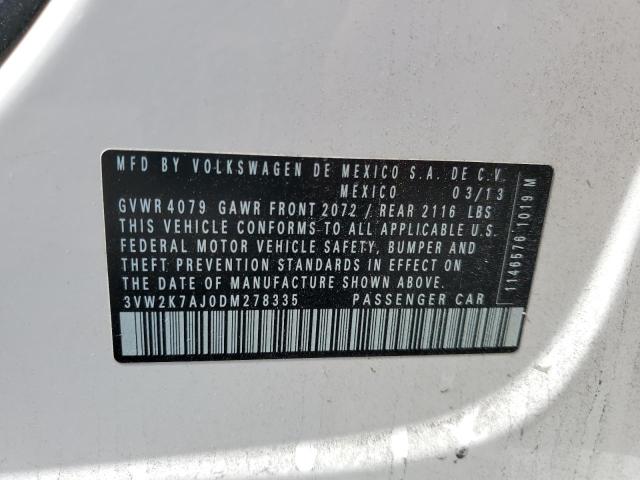 MFD BY VOLKSWAGEN DE MEXICO S.A. DE C.V.
MEXICO 03/13
GVWR 4079 GAWR FRONT 2072 / REAR 2116 LBS
THIS VEHICLE CONFORMS TO ALL APPLICABLE U.S.
FEDERAL MOTOR VEHICLE SAFETY, BUMPER AND
THEFT PREVENTION STANDARDS IN EFFECT ON
THE DATE OF MANUFACTURE SHOWN ABOVE.
3VW2K7AJ0DM278335 PASSENGER CAR
1146576 1019 M